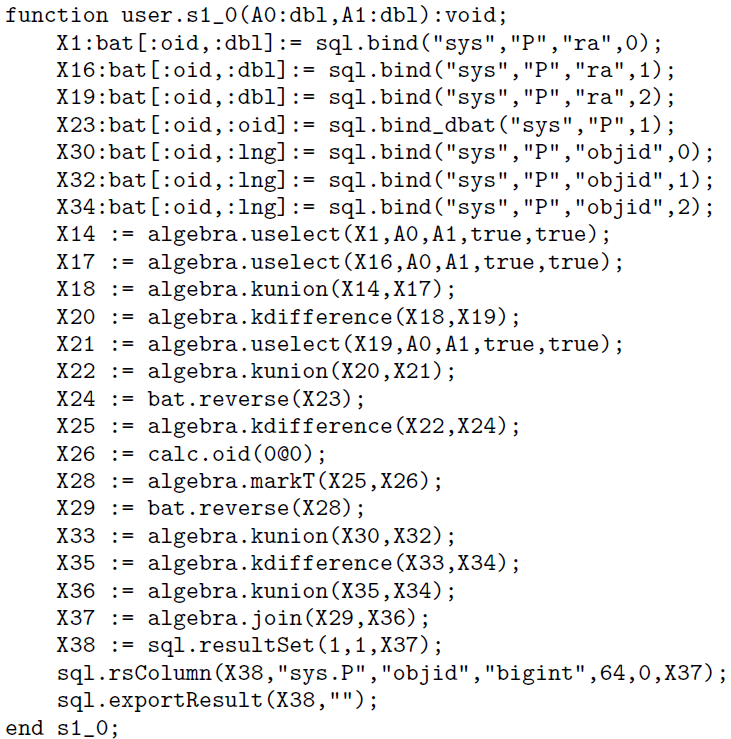 function user.s1_0(A0:dbl,A1:dbl):void;
    X1:bat[:oid,:dbl]:= sql.bind("sys","P","ra",0);
    X16:bat[:oid,:dbl]:= sql.bind("sys","P","ra",1);
    X19:bat[:oid,:dbl]:= sql.bind("sys","P","ra",2);
    X23:bat[:oid,:oid]:= sql.bind_dbat("sys","P",1);
    X30:bat[:oid,:lng]:= sql.bind("sys","P","objid",0);
    X32:bat[:oid,:lng]:= sql.bind("sys","P","objid",1);
    X34:bat[:oid,:lng]:= sql.bind("sys","P","objid",2);
    X14 := algebra.uselect(X1,A0,A1,true,true);
    X17 := algebra.uselect(X16,A0,A1,true,true);
    X18 := algebra.kunion(X14,X17);
    X20 := algebra.kdifference(X18,X19);
    X21 := algebra.uselect(X19,A0,A1,true,true);
    X22 := algebra.kunion(X20,X21);
    X24 := bat.reverse(X23);
    X25 := algebra.kdifference(X22,X24);
    X26 := calc.oid(0@0);
    X28 := algebra.markT(X25,X26);
    X29 := bat.reverse(X28);
    X33 := algebra.kunion(X30,X32);
    X35 := algebra.kdifference(X33,X34);
    X36 := algebra.kunion(X35,X34);
    X37 := algebra.join(X29,X36);
    X38 := sql.resultSet(1,1,X37);
    sql.rsColumn(X38,"sys.P","objid","bigint",64,0,X37);
    sql.exportResult(X38,"");
end s1_0;